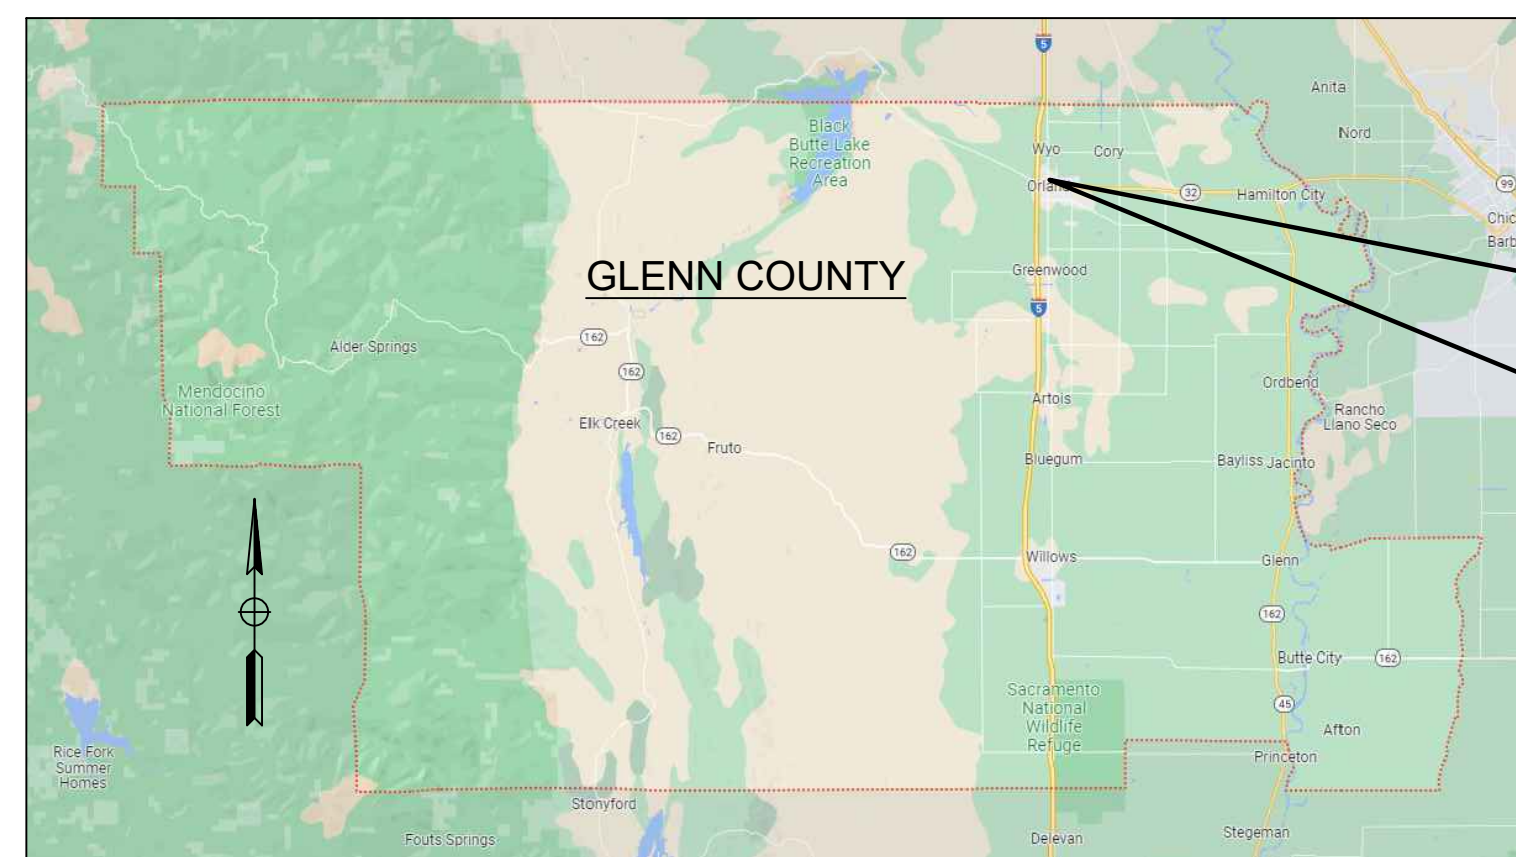 5
Anita
Black
Butte Lake
Recreation
Area
Nord
Wyo
Cory
99
32
Hamilton City
Chic
Barb
GLENN COUNTY
Greenwood
5
162
Alder Springs
162
Mendocino
National Forest
Ordbend
Artois
Rancho
Llano Seco
Elk Creek
162
Fruto
Bluegum
Bayliss
Jacinto
162
Willows
Glenn
162
Butte City
162
Sacramento
National
Wildlife
Refuge
45
Afton
Rice Fork
Summer
Homes
Princeton
Stonyford
Fouts Springs
Delevan
Stegeman